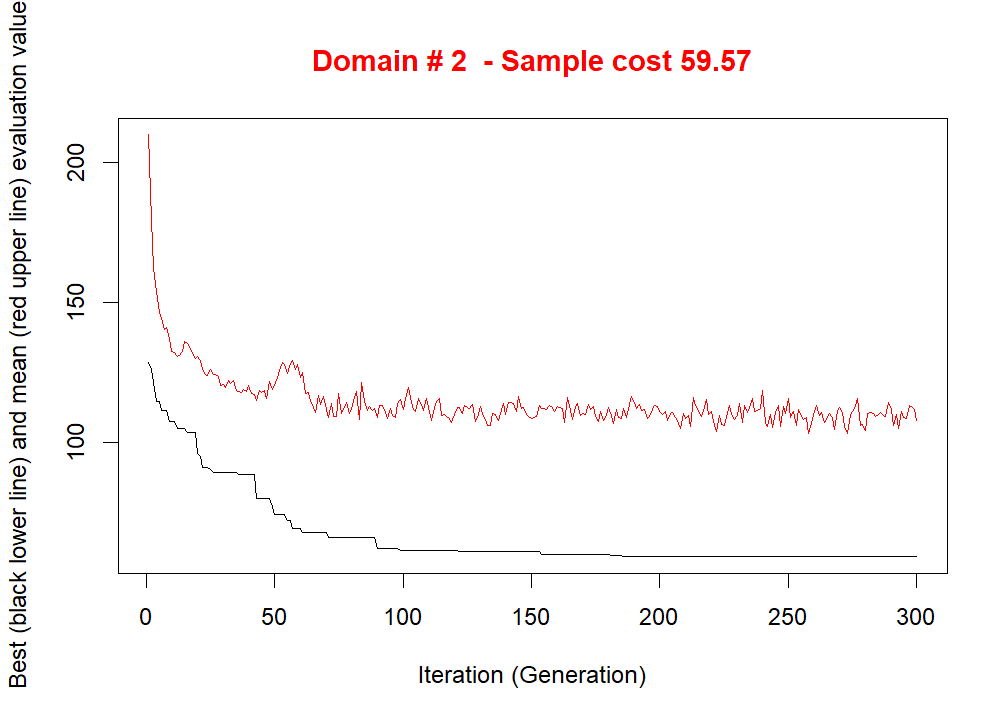 Domain # 2  - Sample cost 59.57
Best (black lower line) and mean (red upper line) evaluation value
200
150
100
0 50 100 150 200 250 300
Iteration (Generation)